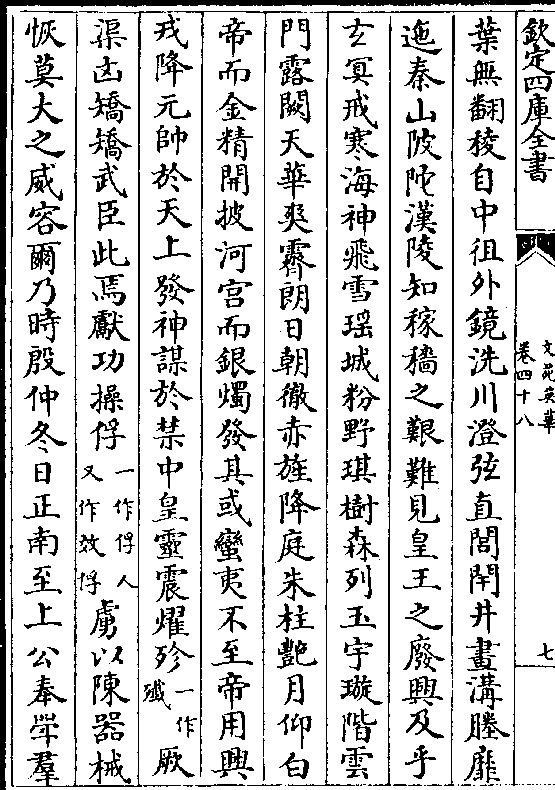 欽定四庫全書
文苑英華
卷四十八
七
葉無翻稜自中徂外鏡洗川澄弦直閭閈井畫溝塍靡
迆秦山陂陀漢陵知稼穡之艱難見皇王之廢興及乎
玄冥戒寒海神飛雪瑶城粉野琪樹森列玉宇璇階雲
門露闕天華爽霽朗日朝徹赤旌降庭朱柱艷月仰白
帝而金精開披河宮而銀燭發其或蠻夷不至帝用興
戎降元帥於天上發神謀於禁中皇靈震燿殄一作殱厥
渠凶矯矯武臣此焉獻功操俘一作俘人又作效俘虜以陳器械
恢莫大之威容爾乃時殷仲冬日正南至上公奉斝羣